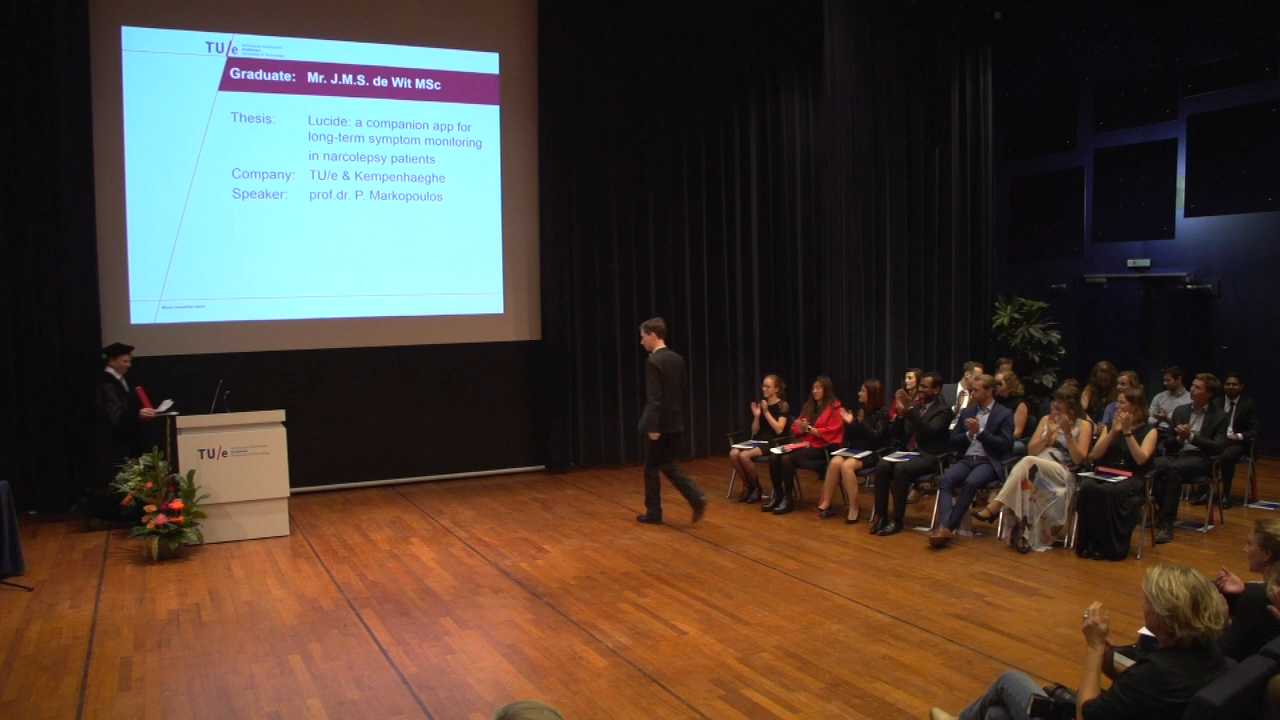 TU/e
Graduate: Mr. J.M.S. de Wit MSc
Thesis: Lucide: a companion app for
long-term symptom monitoring
in narcolepsy patients
Company: TU/e & Kempenhaeghe
Speaker: prof.dr. P. Markopoulos
TU/e